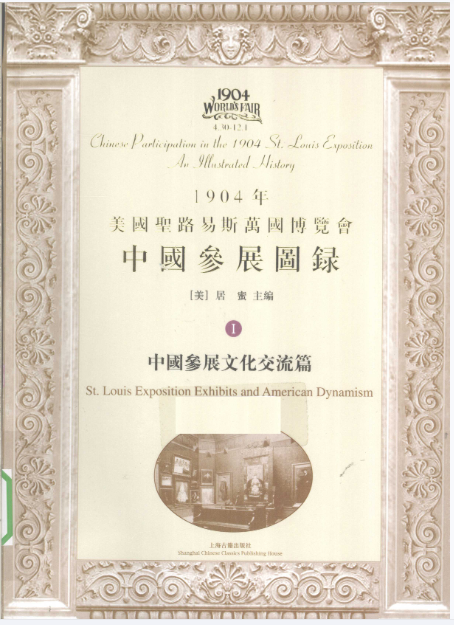 1904
WORLD'S FAIR
4.30-12.1
Chinese Participation in the 1904 St. Louis Exposition
An Illustrated History
1904年
美國聖路易斯萬國博覽會
中國參展圖録
[美] 居 蜜 主編
I
中國參展文化交流篇
St. Louis Exposition Exhibits and American Dynamism
上海古籍出版社
Shanghai Chinese Classics Publishing House